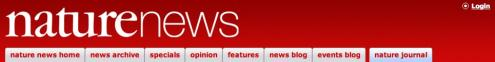 Login
naturenews
nature news home news archive specials opinion features news blog events blog nature journal